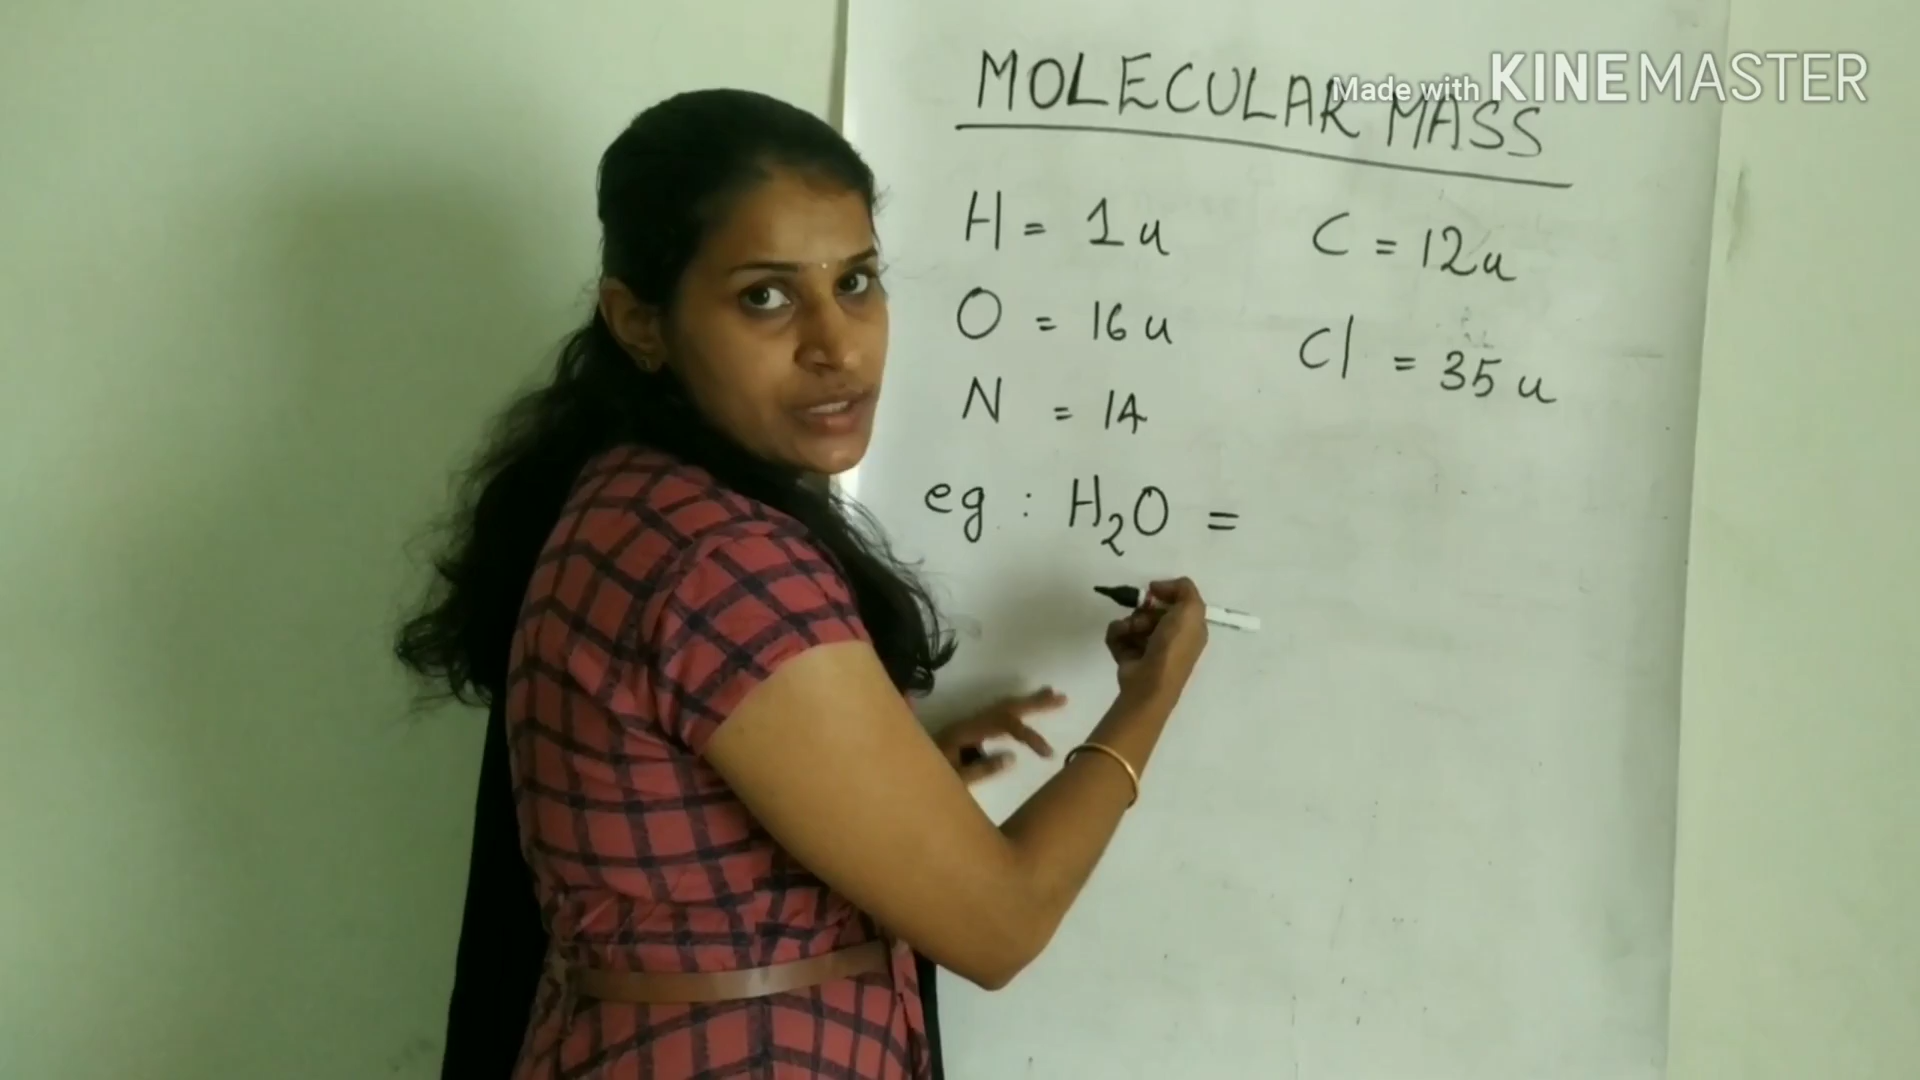 MOLECULAR MASS
Made with KINEMASTER
H = 1u C = 12u
O = 16u Cl = 35u
N = 14
eg : H₂O =